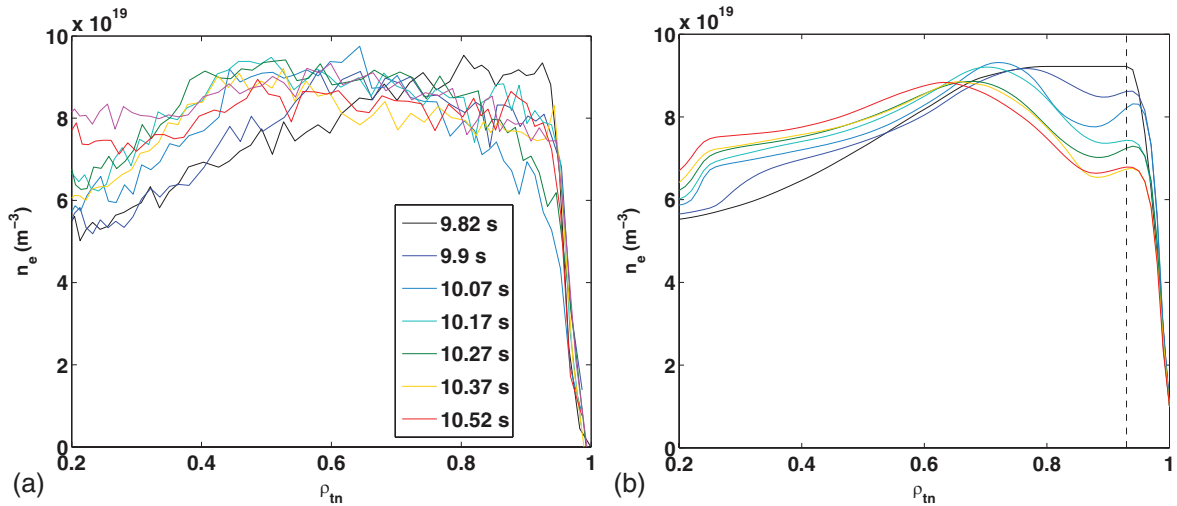 x 10^19
10
8
6
4
2
0
n_e (m^-3)
0.2
0.4
0.6
0.8
1
ρ_tn
9.82 s
9.9 s
10.07 s
10.17 s
10.27 s
10.37 s
10.52 s
(a)
x 10^19
10
8
6
4
2
0
n_e (m^-3)
0.2
0.4
0.6
0.8
1
ρ_tn
(b)